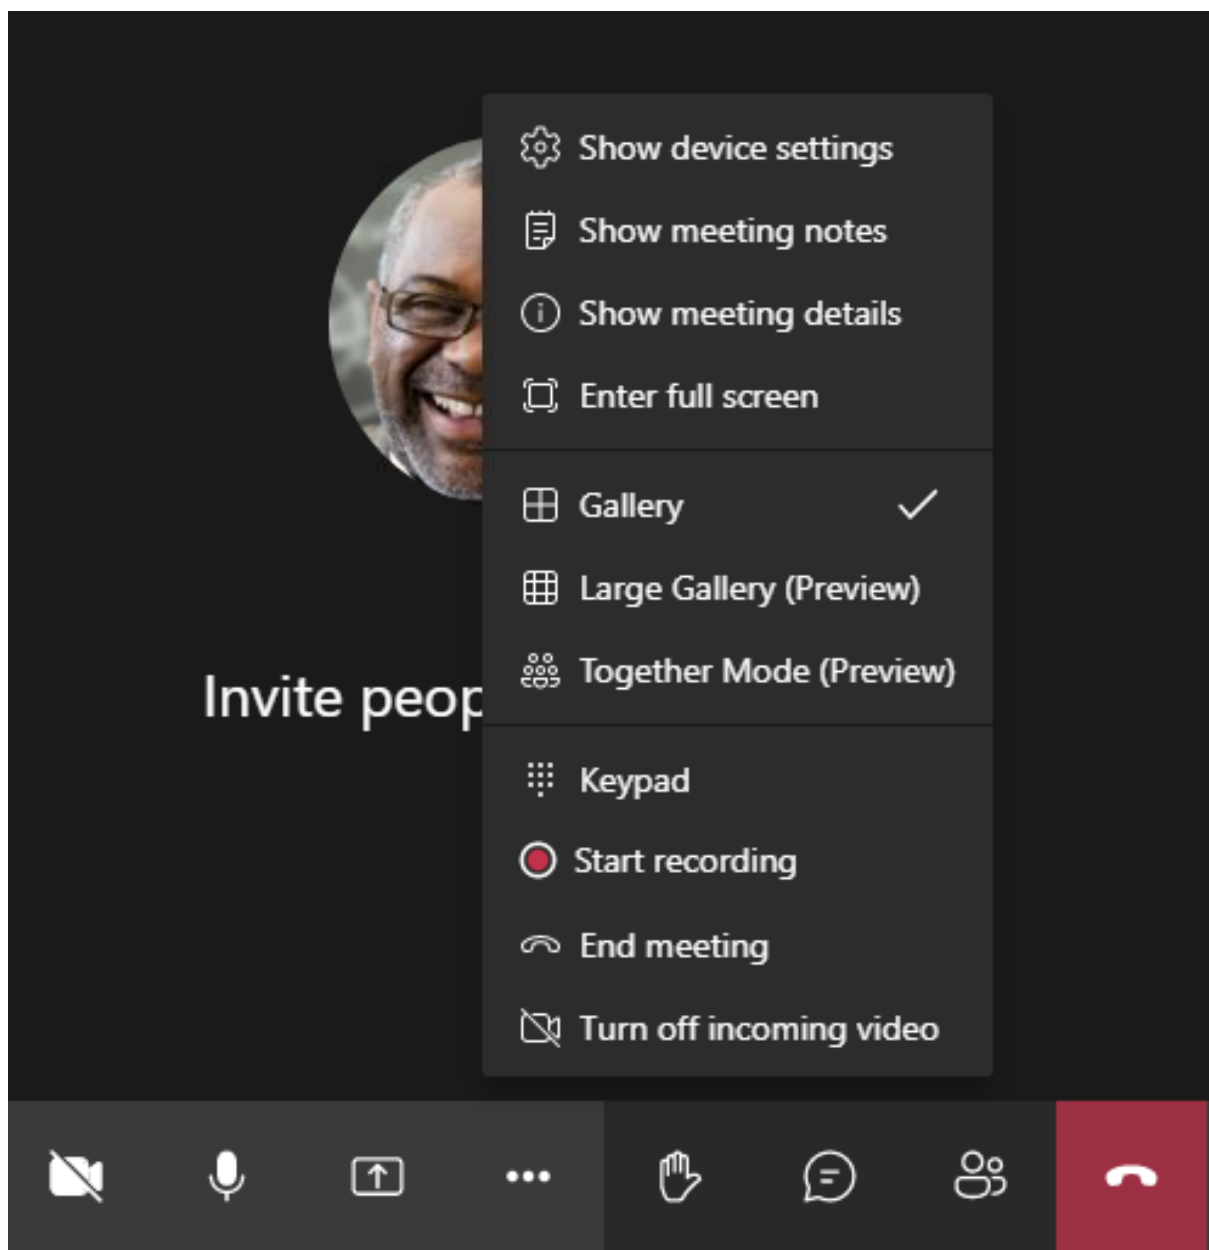 Show device settings
Show meeting notes
Show meeting details
Enter full screen
Gallery
Large Gallery (Preview)
Together Mode (Preview)
Invite
Keypad
Start recording
End meeting
Turn off incoming video